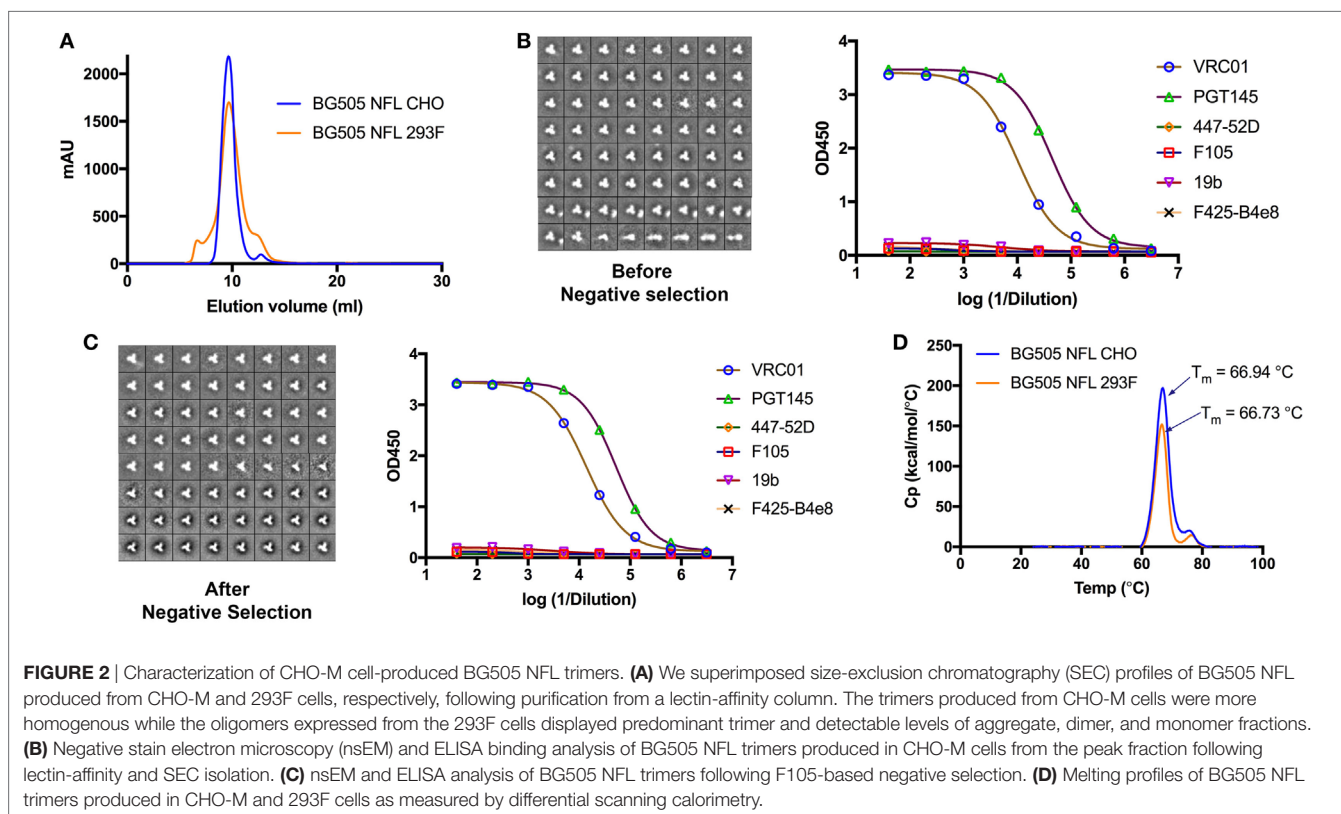 A
2000
1500
1000
500
0
mAU
0
10
20
30
Elution volume (ml)
BG505 NFL CHO
BG505 NFL 293F
B
Before
Negative selection
4
3
2
1
0
OD450
1
2
3
4
5
6
7
log (1/Dilution)
VRC01
PGT145
447-52D
F105
19b
F425-B4e8
C
After
Negative Selection
4
3
2
1
0
OD450
1
2
3
4
5
6
7
log (1/Dilution)
VRC01
PGT145
447-52D
F105
19b
F425-B4e8
D
250
200
150
100
50
0
Cp (kcal/mol/°C)
0
20
40
60
80
100
Temp (°C)
BG505 NFL CHO
BG505 NFL 293F
Tm = 66.94 °C
Tm = 66.73 °C
FIGURE 2 | Characterization of CHO-M cell-produced BG505 NFL trimers. (A) We superimposed size-exclusion chromatography (SEC) profiles of BG505 NFL
produced from CHO-M and 293F cells, respectively, following purification from a lectin-affinity column. The trimers produced from CHO-M cells were more
homogenous while the oligomers expressed from the 293F cells displayed predominant trimer and detectable levels of aggregate, dimer, and monomer fractions.
(B) Negative stain electron microscopy (nsEM) and ELISA binding analysis of BG505 NFL trimers produced in CHO-M cells from the peak fraction following
lectin-affinity and SEC isolation. (C) nsEM and ELISA analysis of BG505 NFL trimers following F105-based negative selection. (D) Melting profiles of BG505 NFL
trimers produced in CHO-M and 293F cells as measured by differential scanning calorimetry.